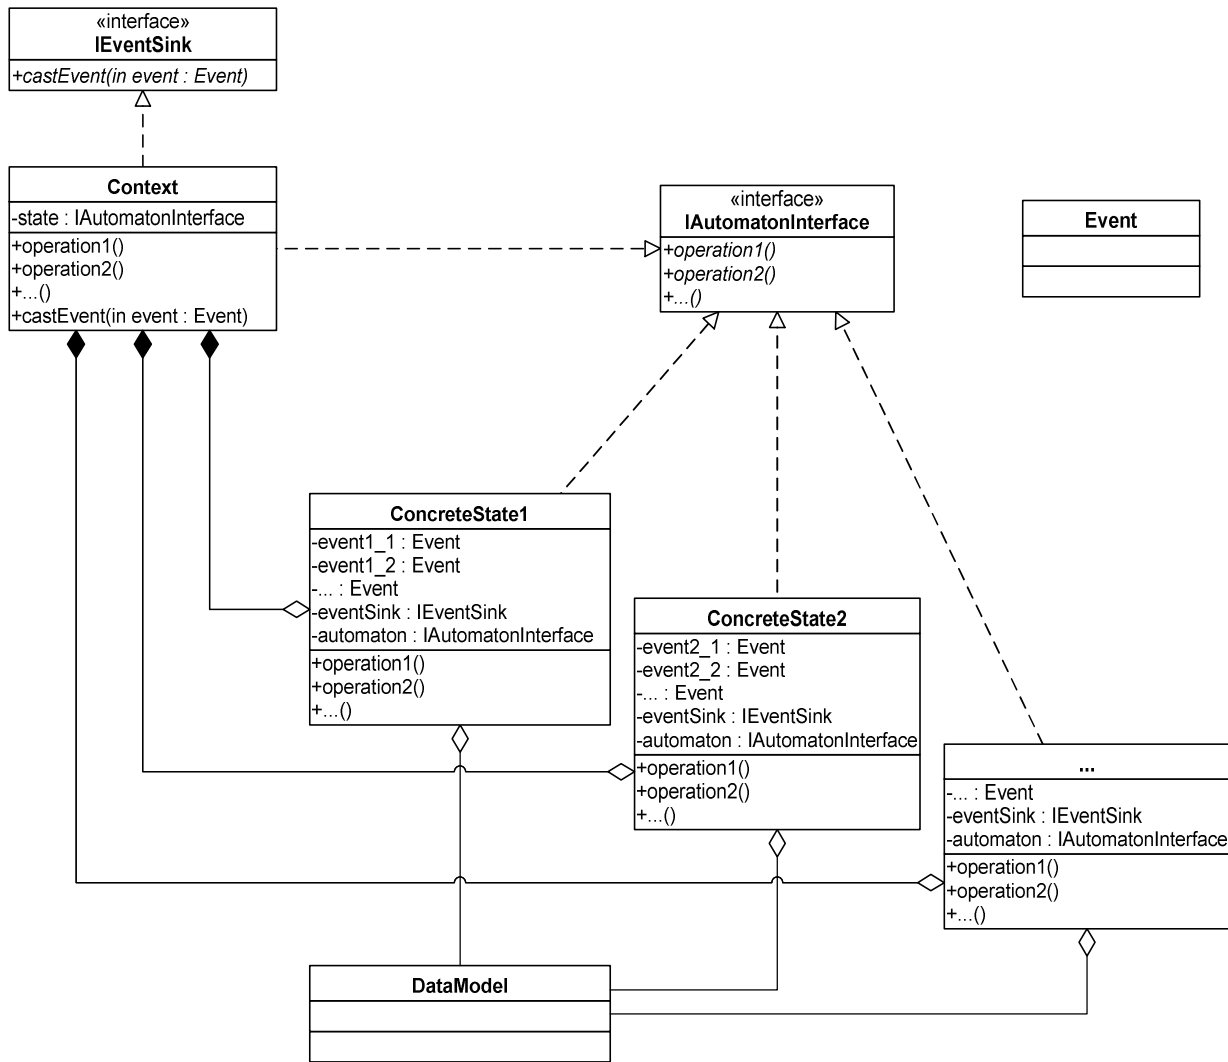 «interface»
IEventSink
+castEvent(in event : Event)
Context
-state : IAutomatonInterface
+operation1()
+operation2()
+...()
+castEvent(in event : Event)
«interface»
IAutomatonInterface
+operation1()
+operation2()
+...()
Event
ConcreteState1
-event1_1 : Event
-event1_2 : Event
-... : Event
-eventSink : IEventSink
-automaton : IAutomatonInterface
+operation1()
+operation2()
+...()
ConcreteState2
-event2_1 : Event
-event2_2 : Event
-... : Event
-eventSink : IEventSink
-automaton : IAutomatonInterface
+operation1()
+operation2()
+...()
...
-... : Event
-eventSink : IEventSink
-automaton : IAutomatonInterface
+operation1()
+operation2()
+...()
DataModel